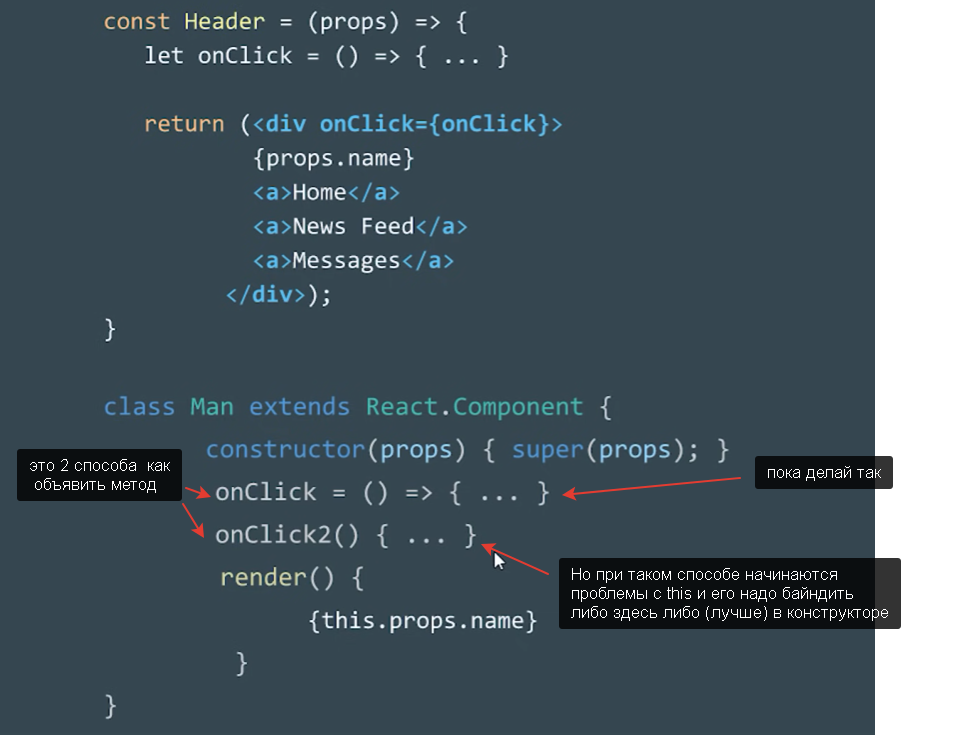 const Header = (props) => {
let onClick = () => { ... }
return (<div onClick={onClick}>
{props.name}
<a>Home</a>
<a>News Feed</a>
<a>Messages</a>
</div>);
}
class Man extends React.Component {
constructor(props) { super(props); }
это 2 способа как
объявить метод
onClick = () => { ... }
пока делай так
onClick2() { ... }
Но при таком способе начинаются
проблемы с this и его надо байндить
либо здесь либо (лучше) в конструкторе
render() {
{this.props.name}
}
}